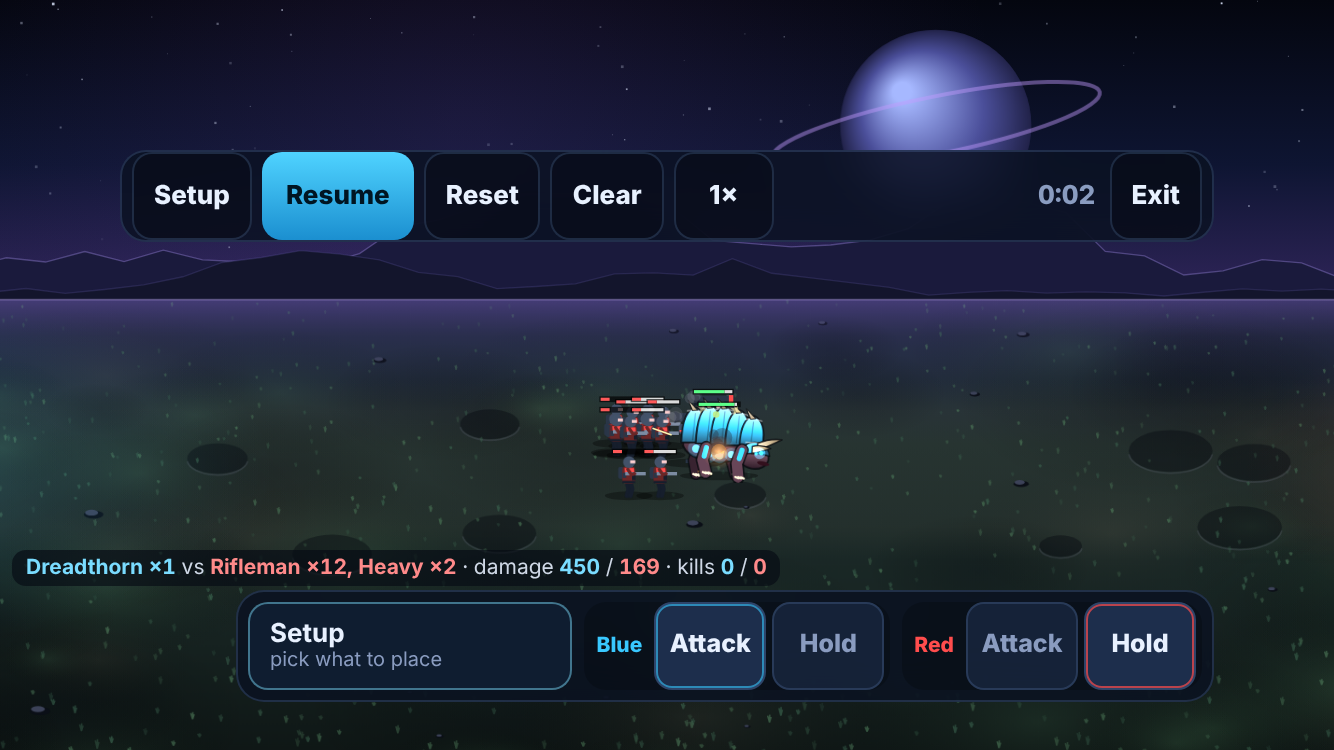 Setup
Resume
Reset
Clear
1×
0:02
Exit
Dreadthorn ×1 vs Rifleman ×12, Heavy ×2 · damage 450 / 169 · kills 0 / 0
Setup
pick what to place
Blue
Attack
Hold
Red
Attack
Hold